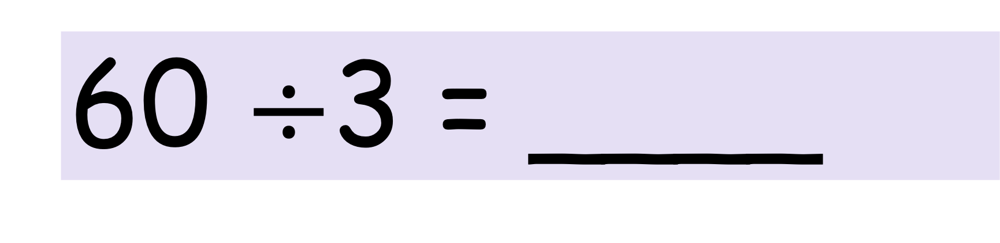 60 ÷ 3 = ____